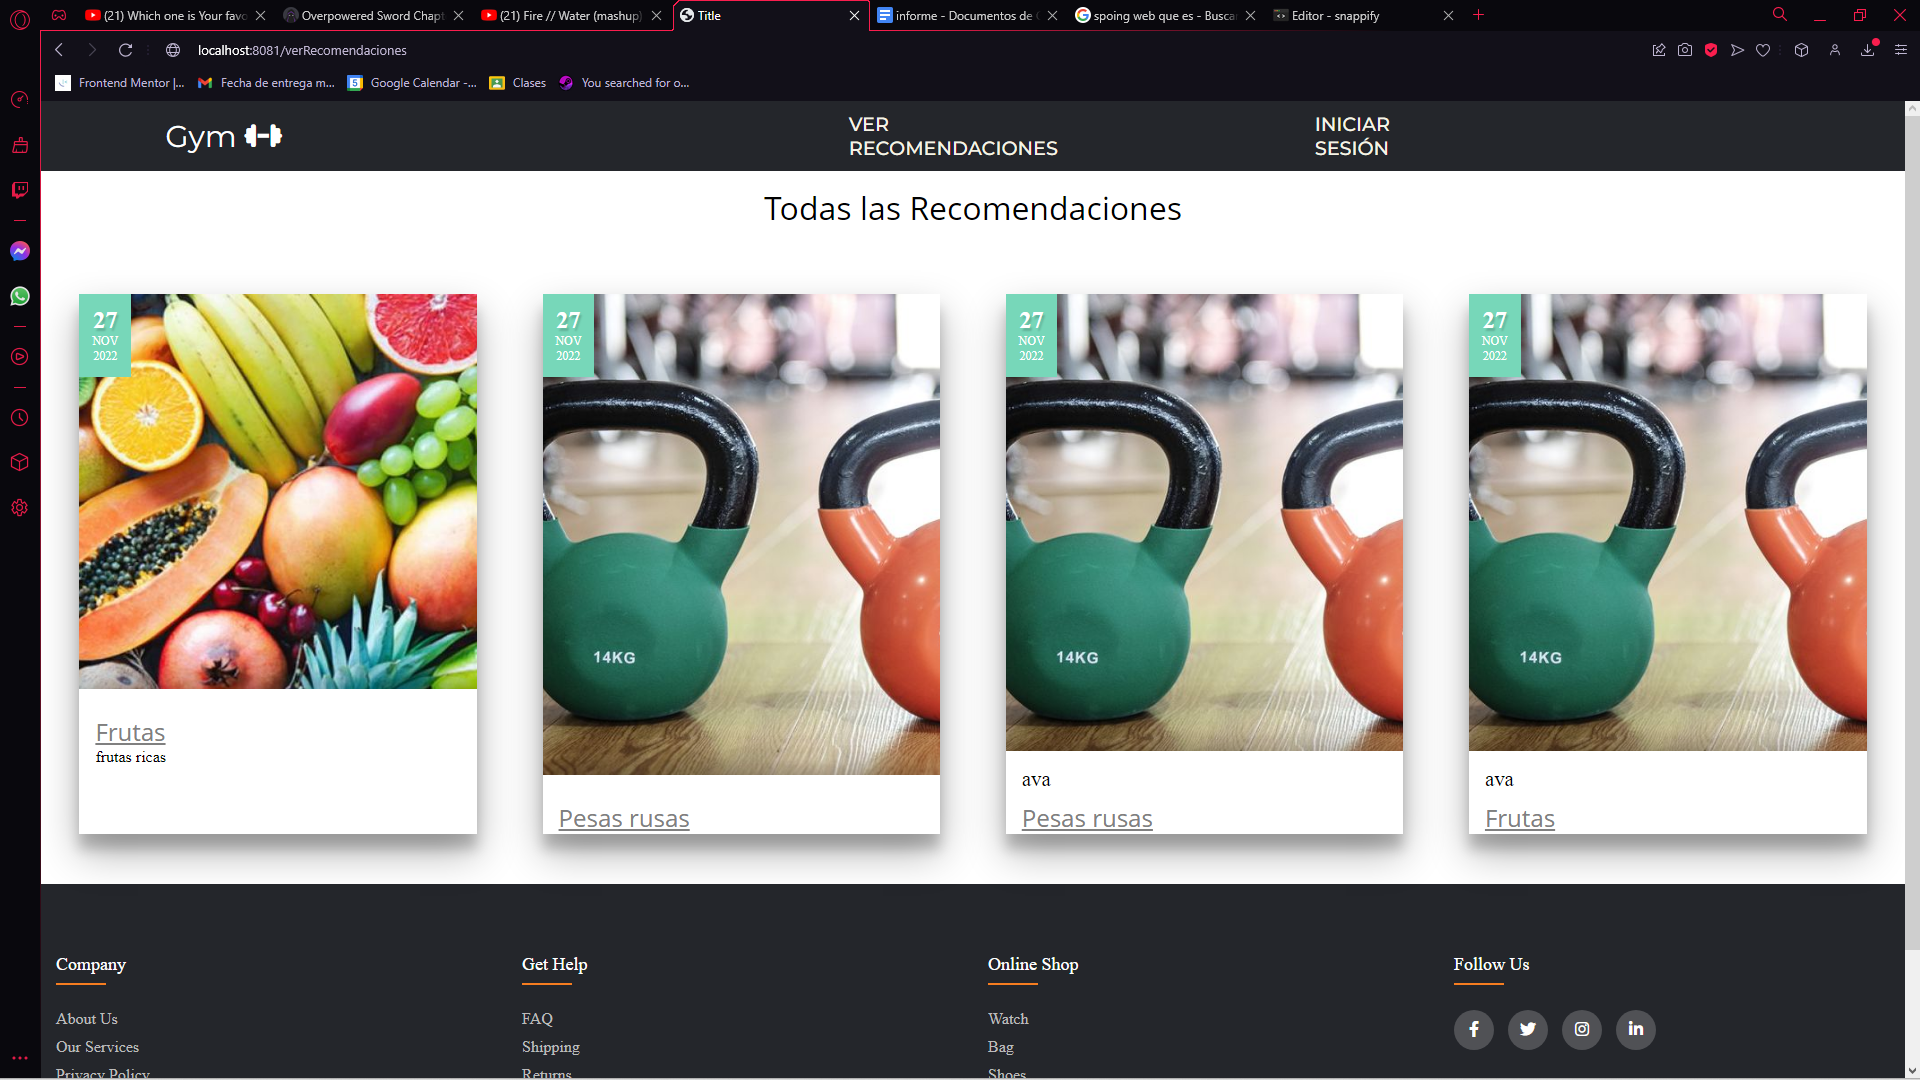 (21) Which one is Your favo
Overpowered Sword Chapt
(21) Fire // Water (mashup)
Title
informe - Documentos de
spoing web que es - Busca
Editor - snappify
localhost:8081/verRecomendaciones
Frontend Mentor |...
Fecha de entrega m...
5
Google Calendar -...
Clases
You searched for o...
Gym
VER
RECOMENDACIONES
INICIAR
SESIÓN
Todas las Recomendaciones
27
NOV
2022
Frutas
frutas ricas
27
NOV
2022
14KG
Pesas rusas
27
NOV
2022
14KG
ava
Pesas rusas
27
NOV
2022
14KG
ava
Frutas
Company
About Us
Our Services
Privacy Policy
Get Help
FAQ
Shipping
Returns
Online Shop
Watch
Bag
Shoes
Follow Us